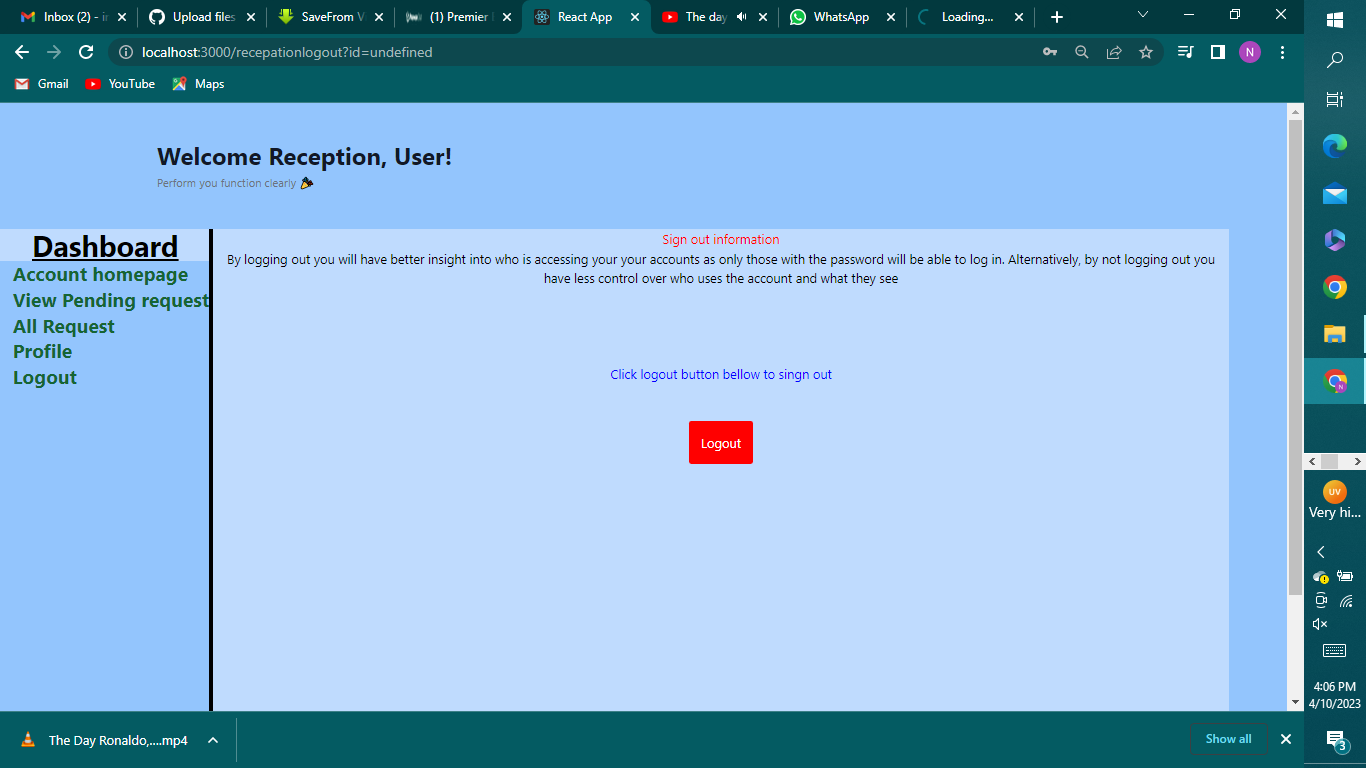 Inbox (2) - in
Upload files
SaveFrom V
(1) Premier
React App
The day
WhatsApp
Loading...
localhost:3000/recepationlogout?id=undefined
N
Gmail
YouTube
Maps
Welcome Reception, User!
Perform you function clearly
Dashboard
Account homepage
View Pending request
All Request
Profile
Logout
Sign out information
By logging out you will have better insight into who is accessing your your accounts as only those with the password will be able to log in. Alternatively, by not logging out you
have less control over who uses the account and what they see
Click logout button bellow to singn out
Logout
The Day Ronaldo,....mp4
Show all
UV
Very hi...
4:06 PM
4/10/2023
3